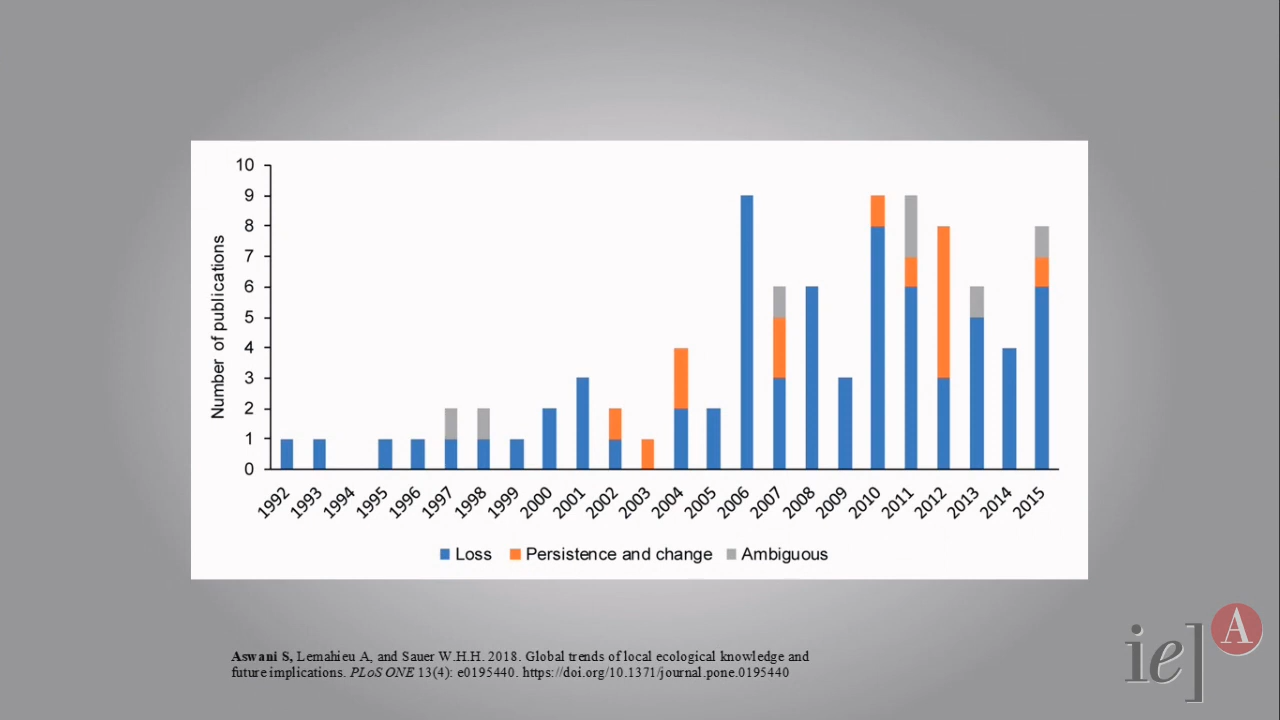 10
9
8
7
6
5
4
3
2
1
0
Number of publications
1992 1993 1994 1995 1996 1997 1998 1999 2000 2001 2002 2003 2004 2005 2006 2007 2008 2009 2010 2011 2012 2013 2014 2015
Loss Persistence and change Ambiguous
Aswani S, Lemahieu A, and Sauer W.H.H. 2018. Global trends of local ecological knowledge and
future implications. PLoS ONE 13(4): e0195440. https://doi.org/10.1371/journal.pone.0195440
ie] A